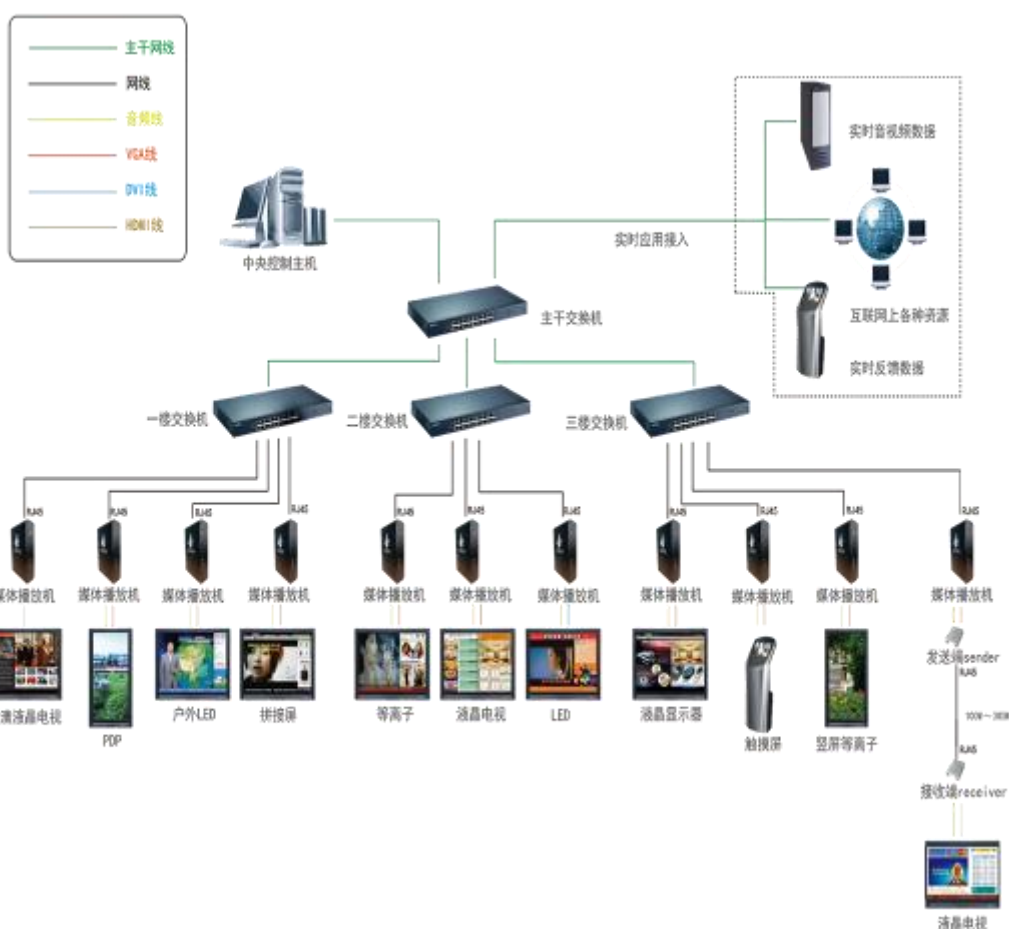 主干网线
网线
音频线
VGA线
DVI线
HDMI线
中央控制主机
实时应用接入
实时音视频数据
互联网上各种资源
实时反馈数据
主干交换机
一楼交换机
二楼交换机
三楼交换机
RJ45
RJ45
RJ45
RJ45
RJ45
RJ45
RJ45
RJ45
RJ45
RJ45
RJ45
媒体播放机
媒体播放机
媒体播放机
媒体播放机
媒体播放机
媒体播放机
媒体播放机
媒体播放机
媒体播放机
媒体播放机
媒体播放机
液晶电视
PDP
户外LED
拼接屏
等离子
液晶电视
LED
液晶显示器
触摸屏
竖屏等离子
发送端sender
RJ45
RJ45
接收端receiver
液晶电视